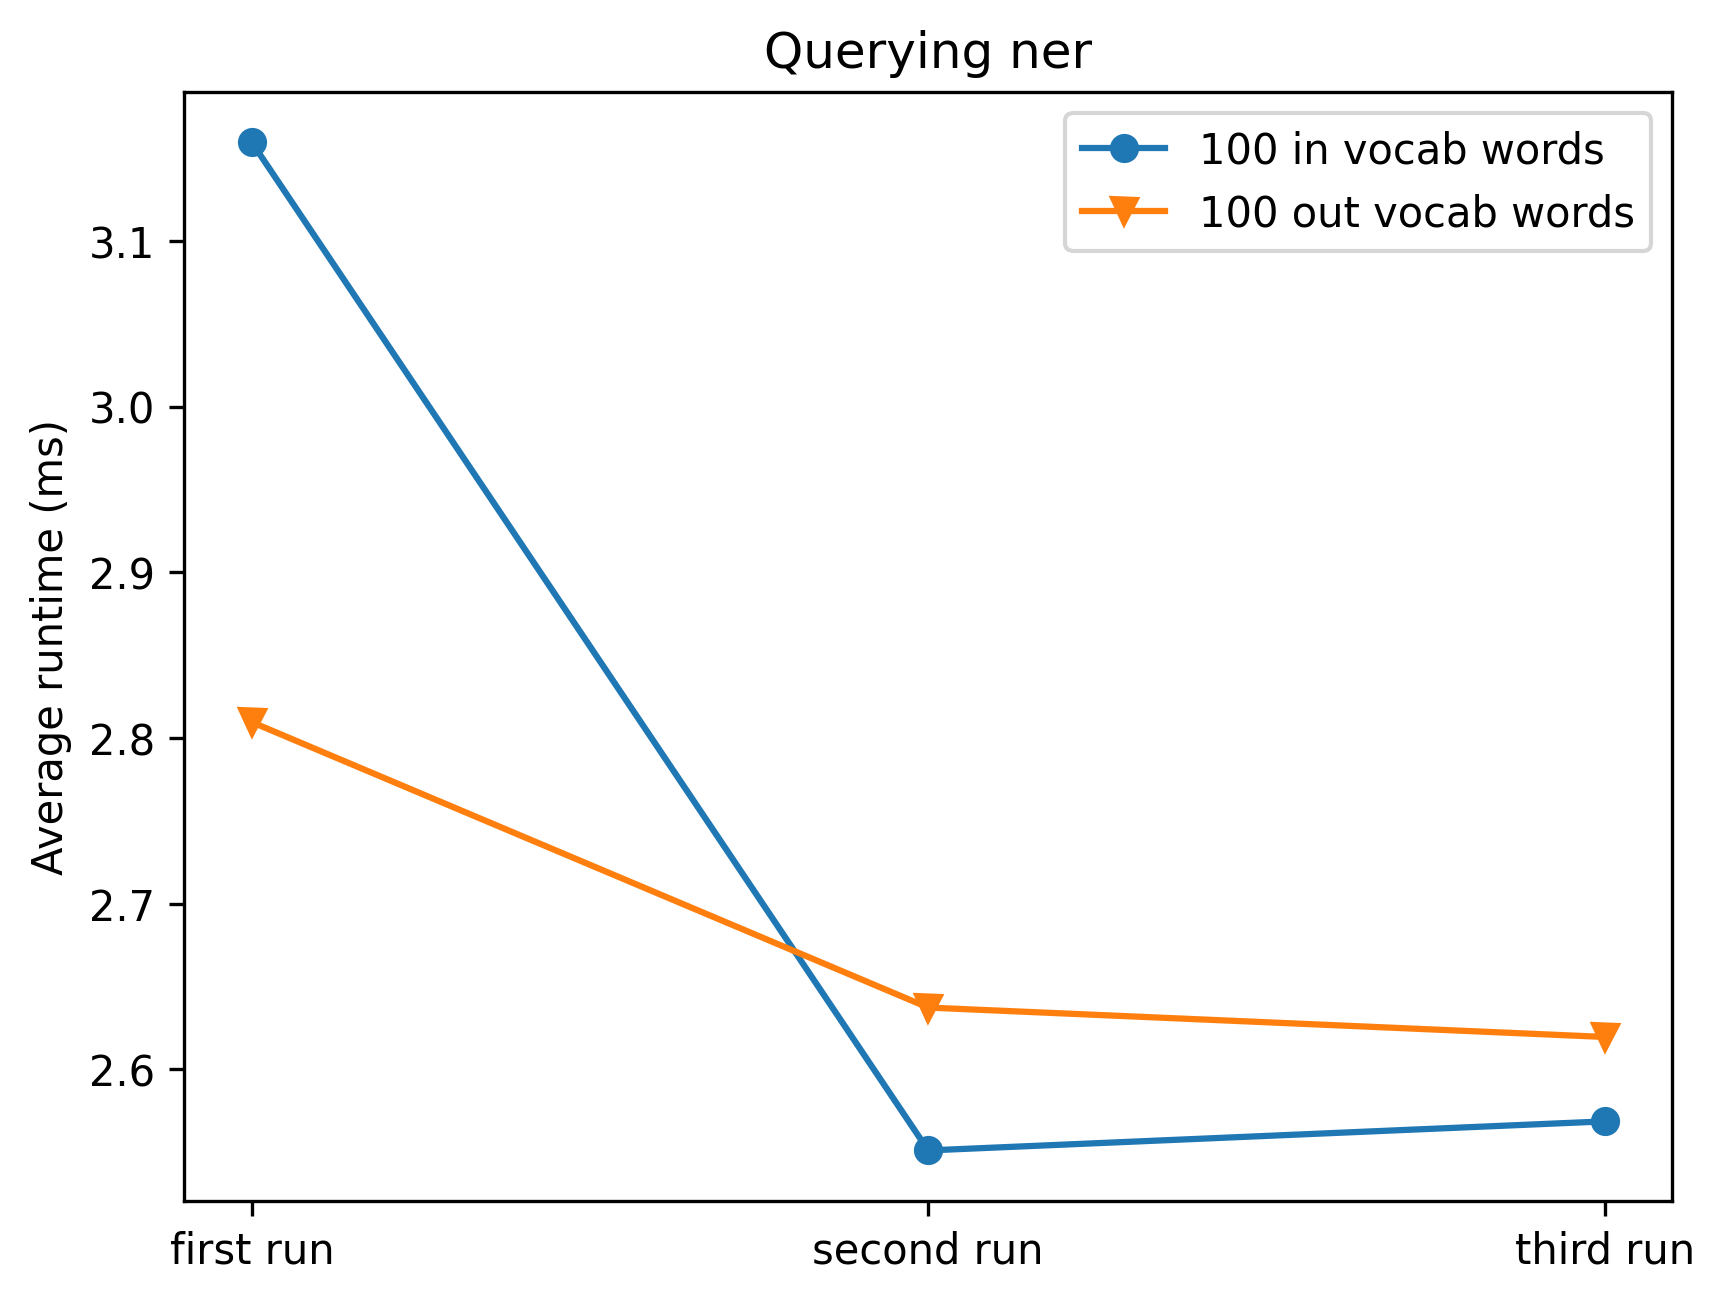 Querying ner
100 in vocab words
100 out vocab words
Average runtime (ms)
3.1
3.0
2.9
2.8
2.7
2.6
first run
second run
third run